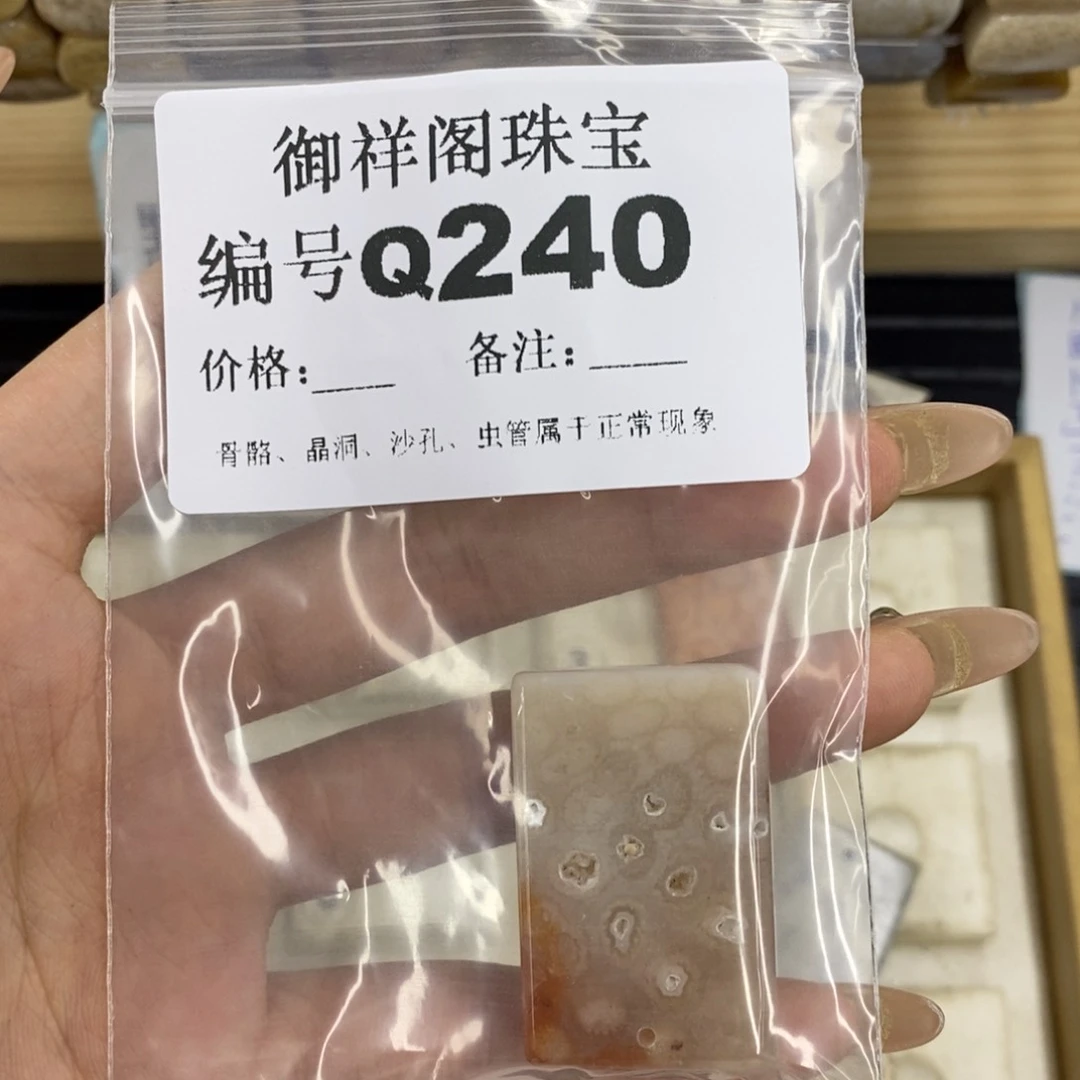 御祥阁珠宝
编号Q240
价格:___ 备注:____
骨骼、晶洞、沙孔、虫管属于正常现象